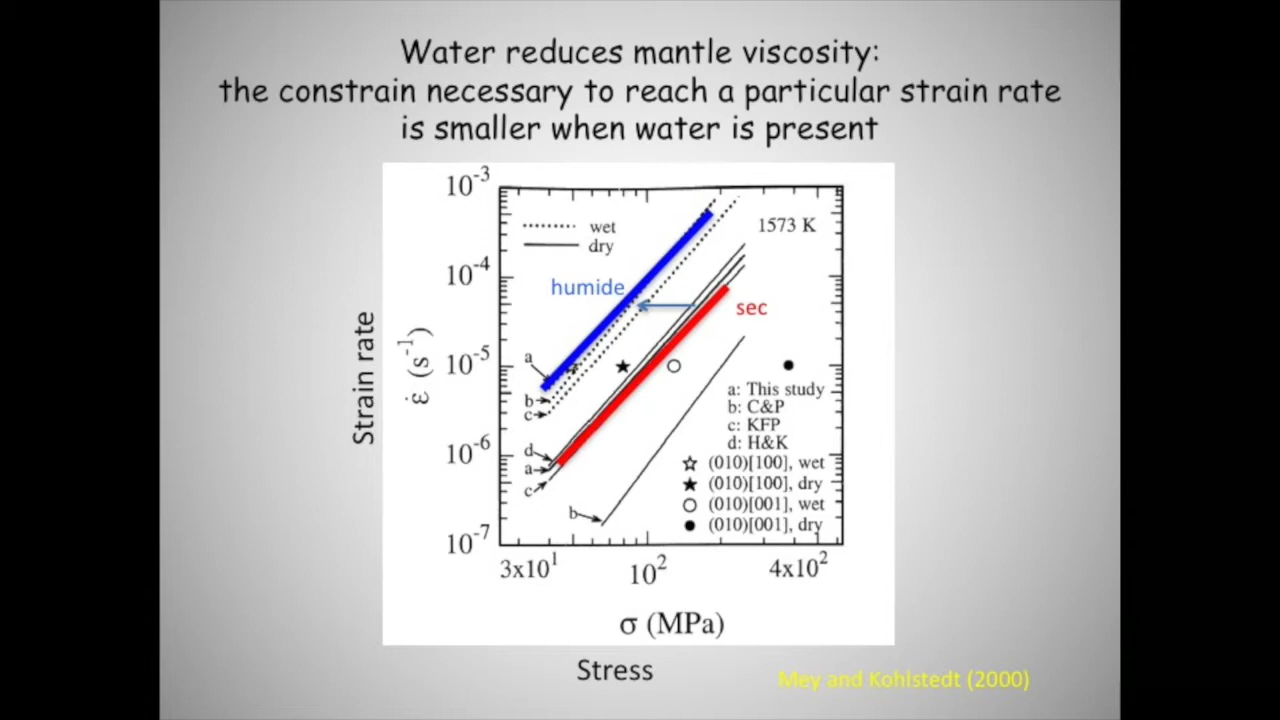 Water reduces mantle viscosity:
the constrain necessary to reach a particular strain rate
is smaller when water is present
10⁻³
10⁻⁴
10⁻⁵
10⁻⁶
10⁻⁷
Strain rate
ε̇ (s⁻¹)
wet
dry
1573 K
humide
sec
a
b
c
d
a
c
b
a: This study
b: C&P
c: KFP
d: H&K
☆ (010)[100], wet
★ (010)[100], dry
○ (010)[001], wet
● (010)[001], dry
3x10¹
10²
4x10²
σ (MPa)
Stress
Mey and Kohlstedt (2000)